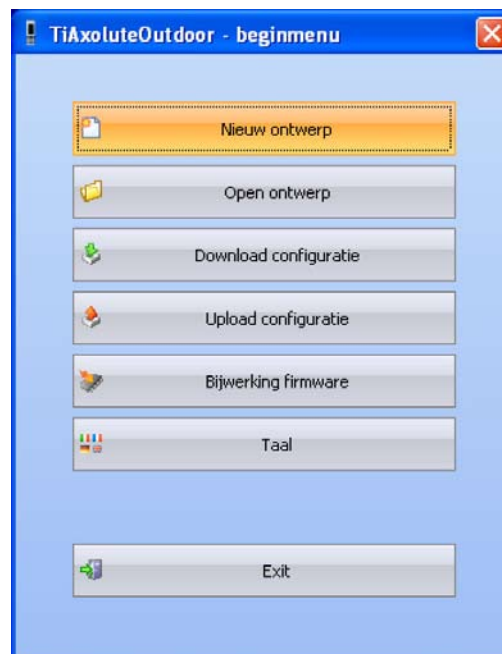 TiAxoluteOutdoor - beginmenu
Nieuw ontwerp
Open ontwerp
Download configuratie
Upload configuratie
Bijwerking firmware
Taal
Exit